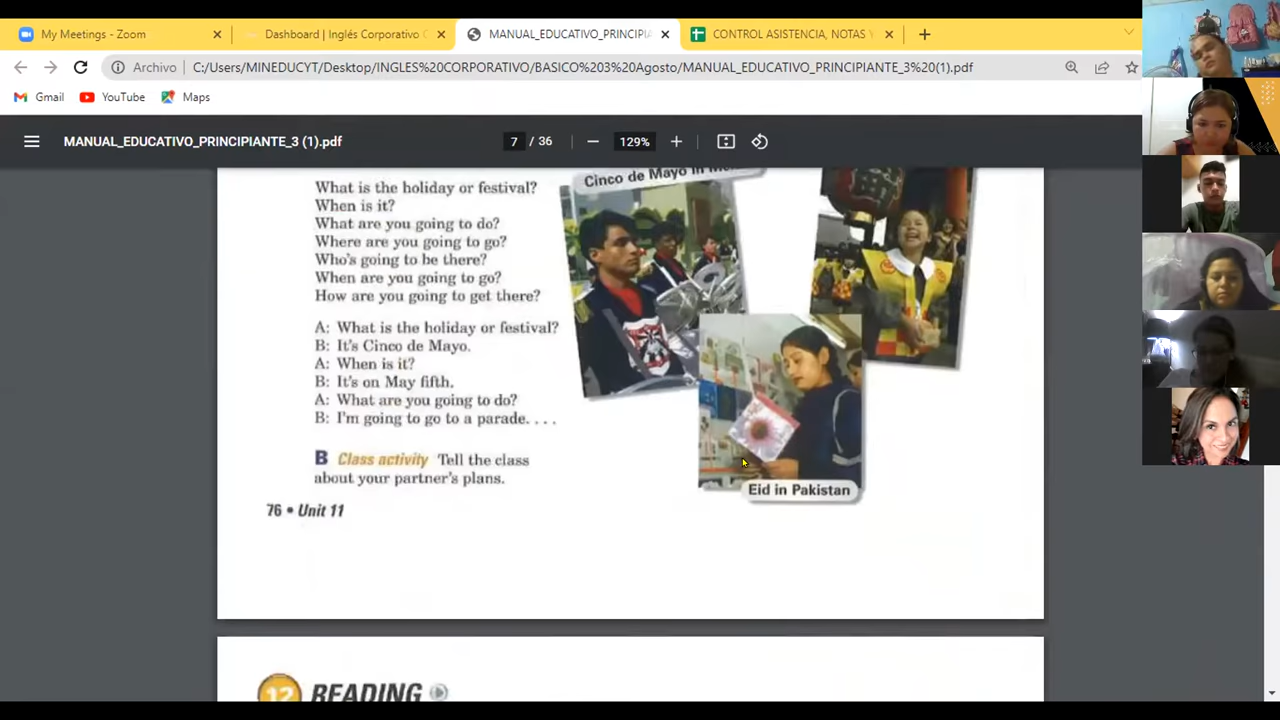 My Meetings - Zoom
Dashboard | Inglés Corporativo
MANUAL_EDUCATIVO_PRINCIPIA
CONTROL ASISTENCIA, NOTAS Y
Archivo
C:/Users/MINEDUCYT/Desktop/INGLES%20CORPORATIVO/BASICO%203%20Agosto/MANUAL_EDUCATIVO_PRINCIPIANTE_3%20(1).pdf
Gmail
YouTube
Maps
MANUAL_EDUCATIVO_PRINCIPIANTE_3 (1).pdf
7 / 36
129%
Cinco de Mayo in
What is the holiday or festival?
When is it?
What are you going to do?
Where are you going to go?
Who's going to be there?
When are you going to go?
How are you going to get there?
A: What is the holiday or festival?
B: It's Cinco de Mayo.
A: When is it?
B: It's on May fifth.
A: What are you going to do?
B: I'm going to go to a parade. . . .
B Class activity Tell the class
about your partner's plans.
Eid in Pakistan
76 • Unit 11
12 READING